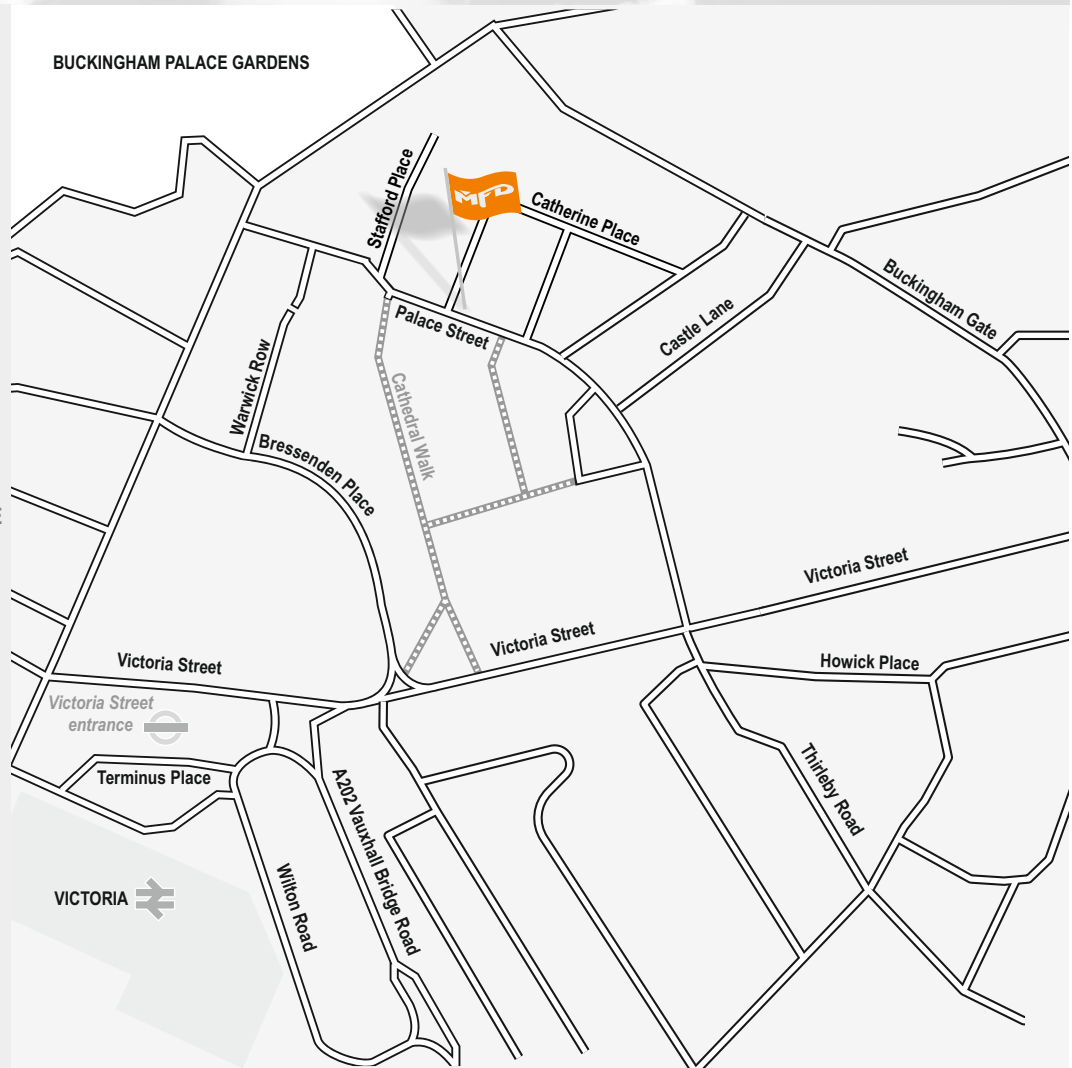 BUCKINGHAM PALACE GARDENS
Stafford Place
MFD
Catherine Place
Buckingham Gate
Castle Lane
Palace Street
Warwick Row
Cathedral Walk
Bressenden Place
Victoria Street
Victoria Street
Victoria Street
Howick Place
Victoria Street
entrance
Terminus Place
Thirleby Road
A202 Vauxhall Bridge Road
Wilton Road
VICTORIA